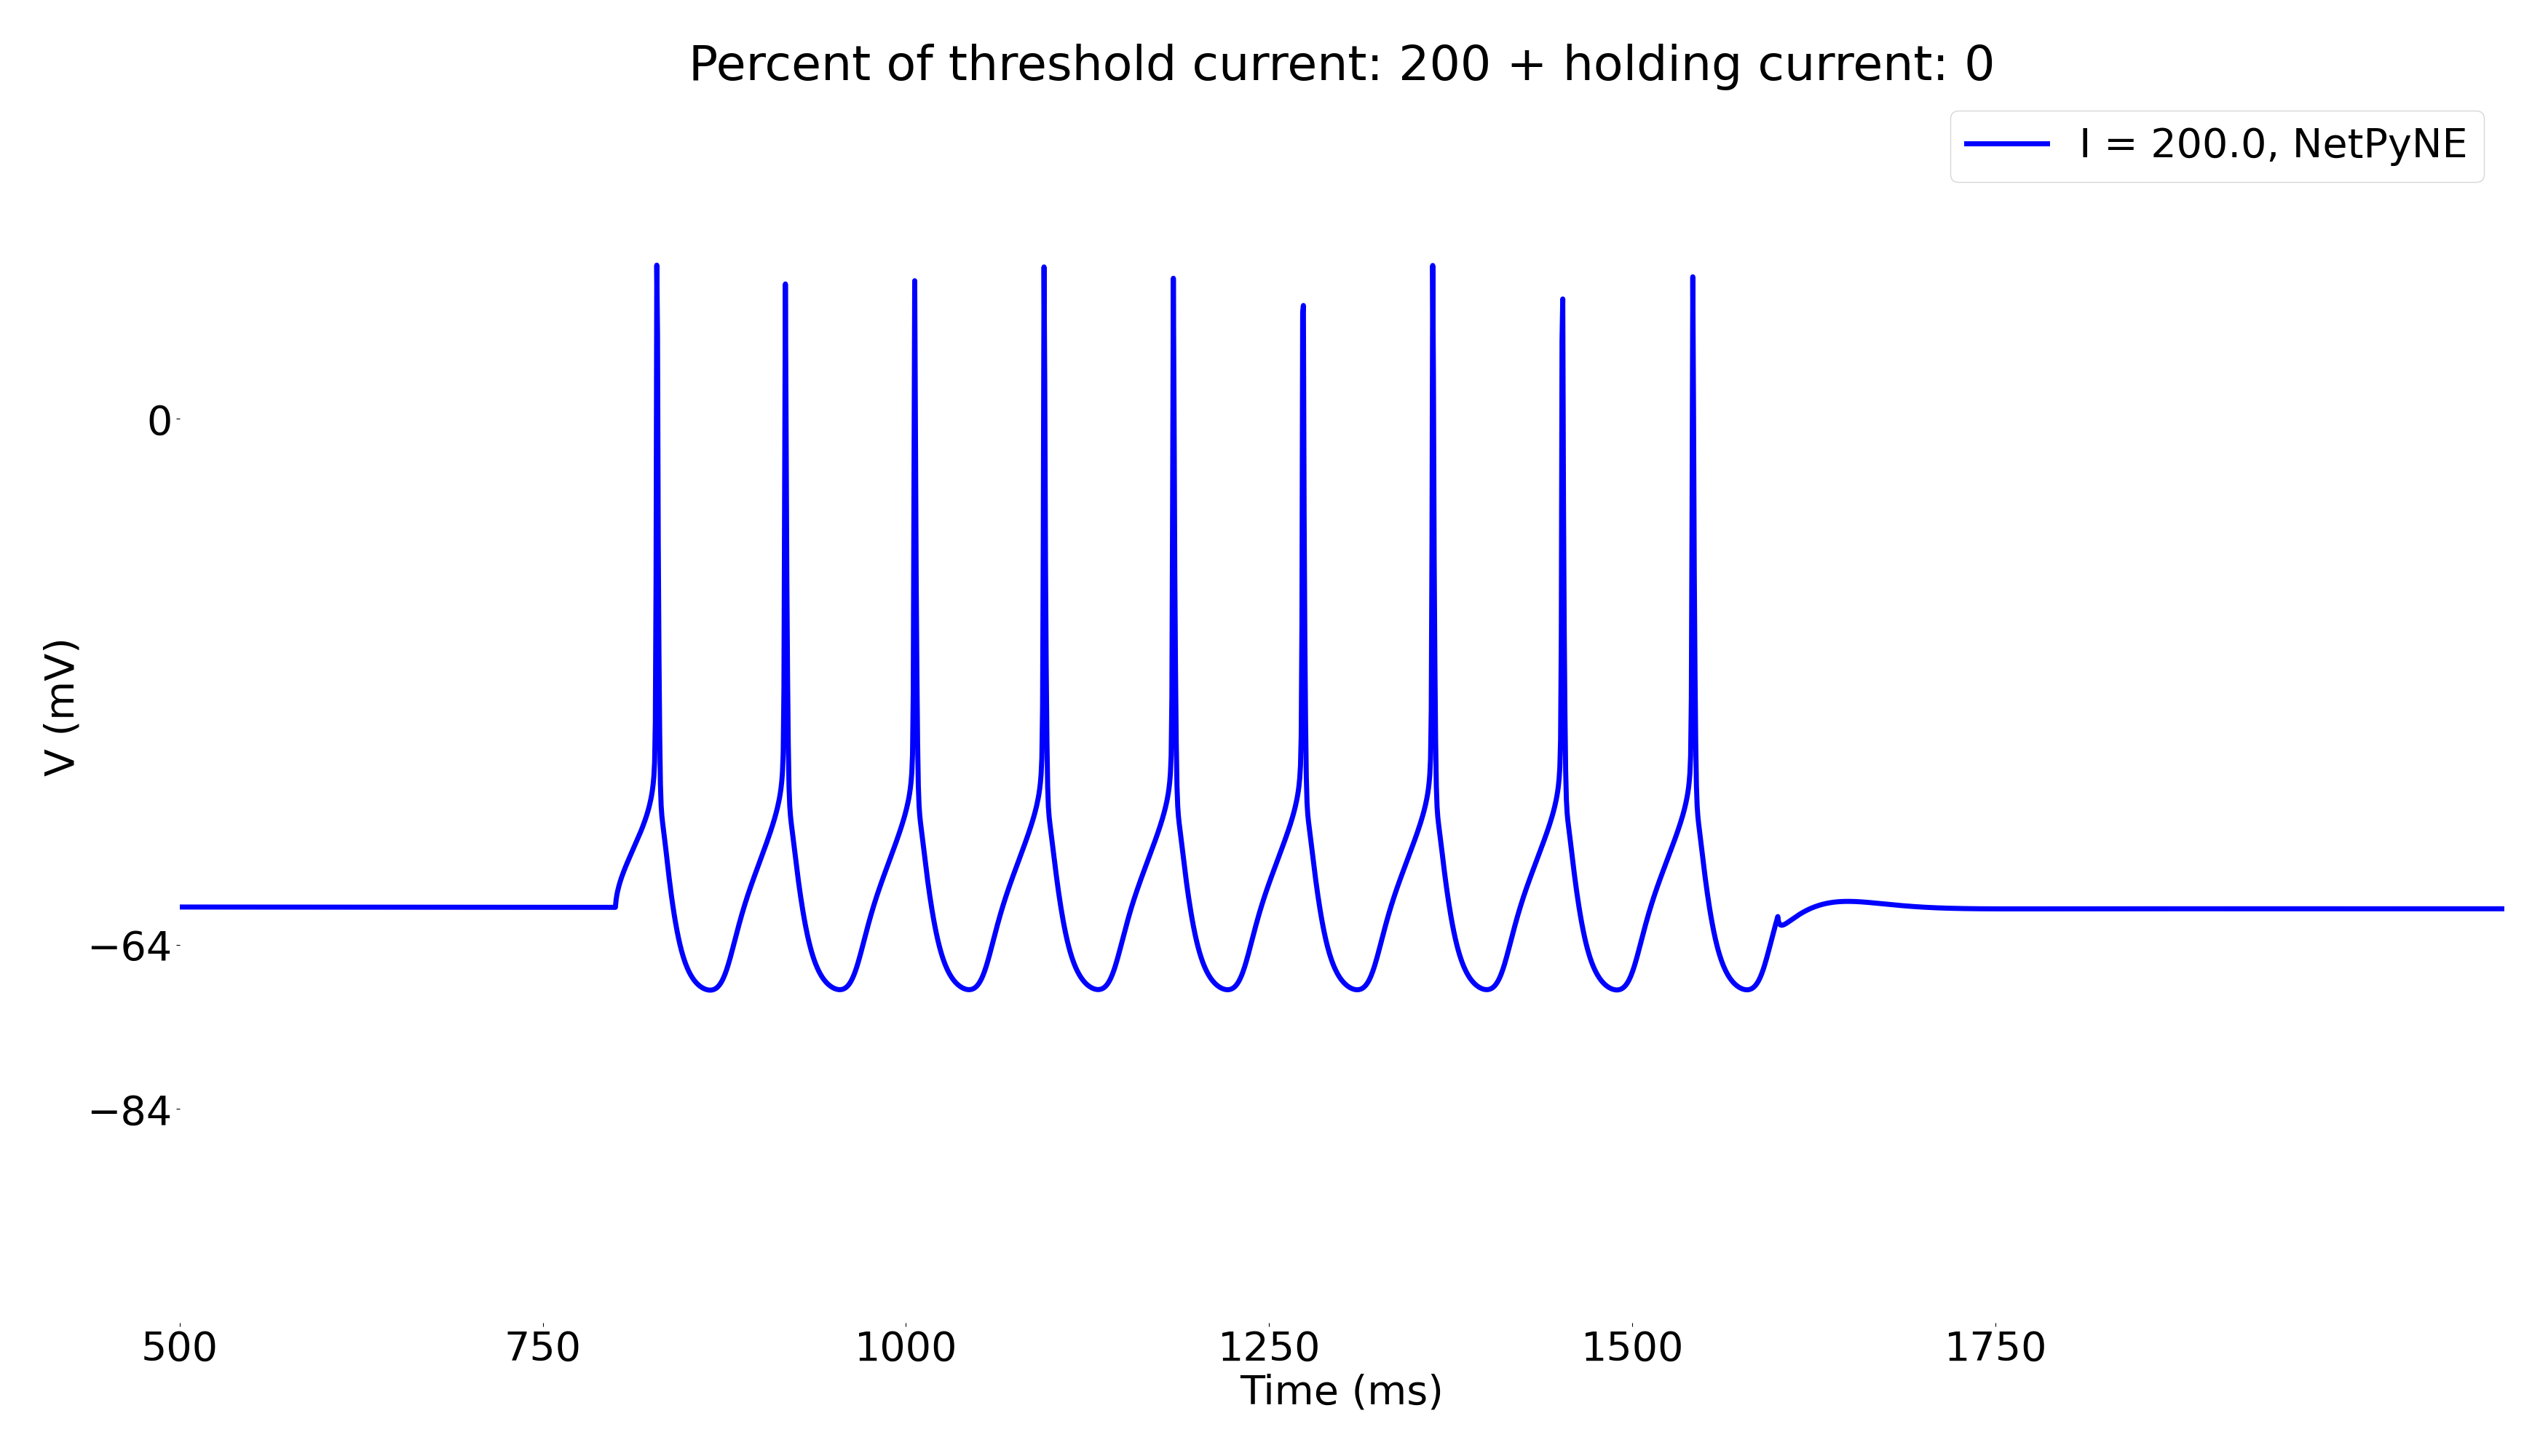 Percent of threshold current: 200 + holding current: 0
I = 200.0, NetPyNE
0
−64
−84
V (mV)
500 750 1000 1250 1500 1750
Time (ms)